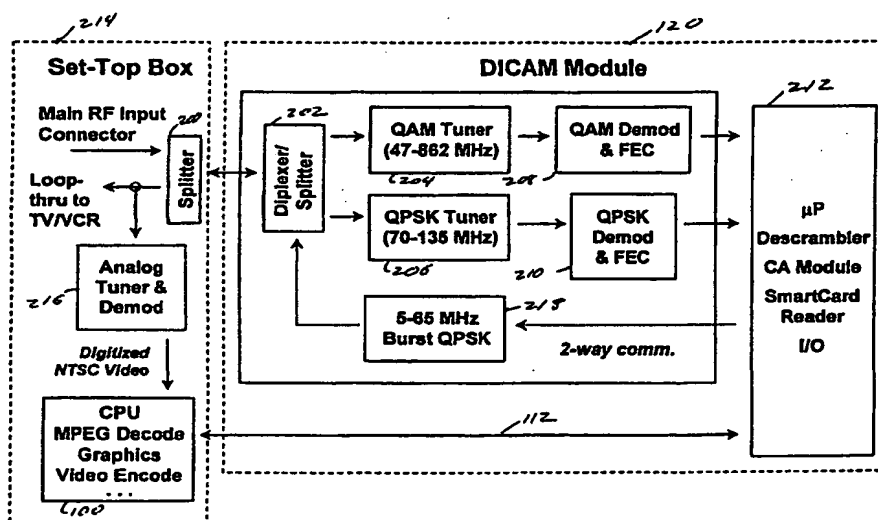 214
120
Set-Top Box
DICAM Module
212
Main RF Input
Connector
200
Splitter
Loop-
thru to
TV/VCR
202
Diplexer/
Splitter
QAM Tuner
(47-862 MHz)
204
QAM Demod
& FEC
208
QPSK Tuner
(70-135 MHz)
206
QPSK
Demod
& FEC
210
µP
Descrambler
CA Module
SmartCard
Reader
I/O
Analog
Tuner &
Demod
216
5-65 MHz
Burst QPSK
218
2-way comm.
Digitized
NTSC Video
CPU
MPEG Decode
Graphics
Video Encode
. . .
100
112